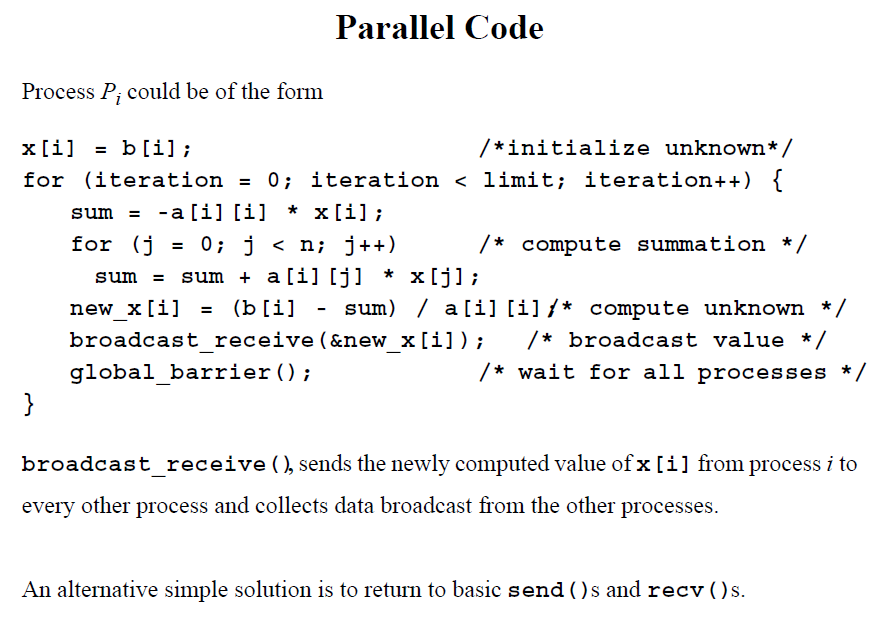 Parallel Code
Process Pi could be of the form
x[i] = b[i]; /*initialize unknown*/
for (iteration = 0; iteration < limit; iteration++) {
sum = -a[i][i] * x[i];
for (j = 0; j < n; j++) /* compute summation */
sum = sum + a[i][j] * x[j];
new_x[i] = (b[i] - sum) / a[i][i];/* compute unknown */
broadcast_receive(&new_x[i]); /* broadcast value */
global_barrier(); /* wait for all processes */
}
broadcast_receive(), sends the newly computed value of x[i] from process i to
every other process and collects data broadcast from the other processes.
An alternative simple solution is to return to basic send()s and recv()s.